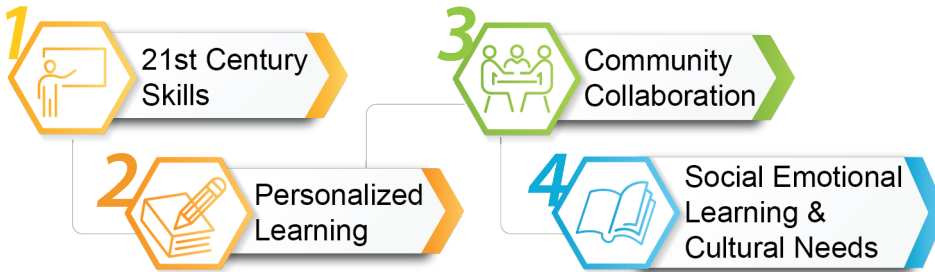 1
21st Century
Skills
2
Personalized
Learning
3
Community
Collaboration
4
Social Emotional
Learning &
Cultural Needs